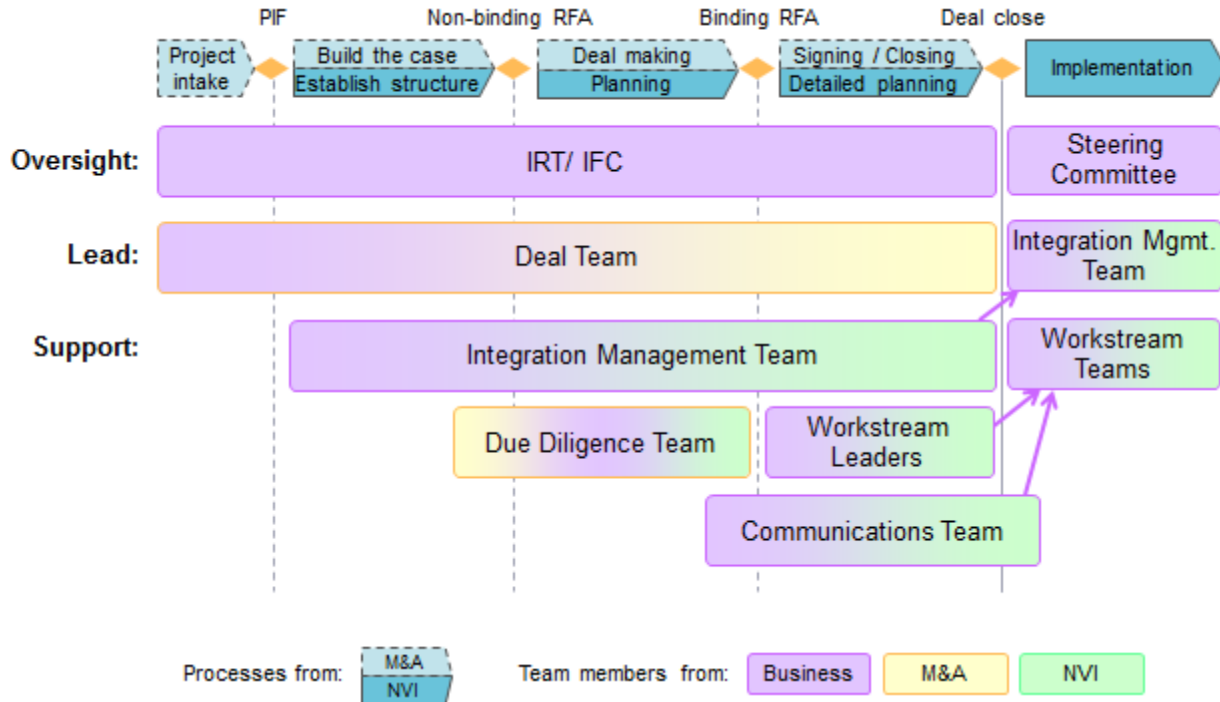 PIF
Non-binding RFA
Binding RFA
Deal close
Project
intake
Build the case
Establish structure
Deal making
Planning
Signing / Closing
Detailed planning
Implementation
Oversight:
IRT/ IFC
Steering
Committee
Lead:
Deal Team
Integration Mgmt.
Team
Support:
Integration Management Team
Workstream
Teams
Due Diligence Team
Workstream
Leaders
Communications Team
Processes from:
M&A
NVI
Team members from:
Business
M&A
NVI